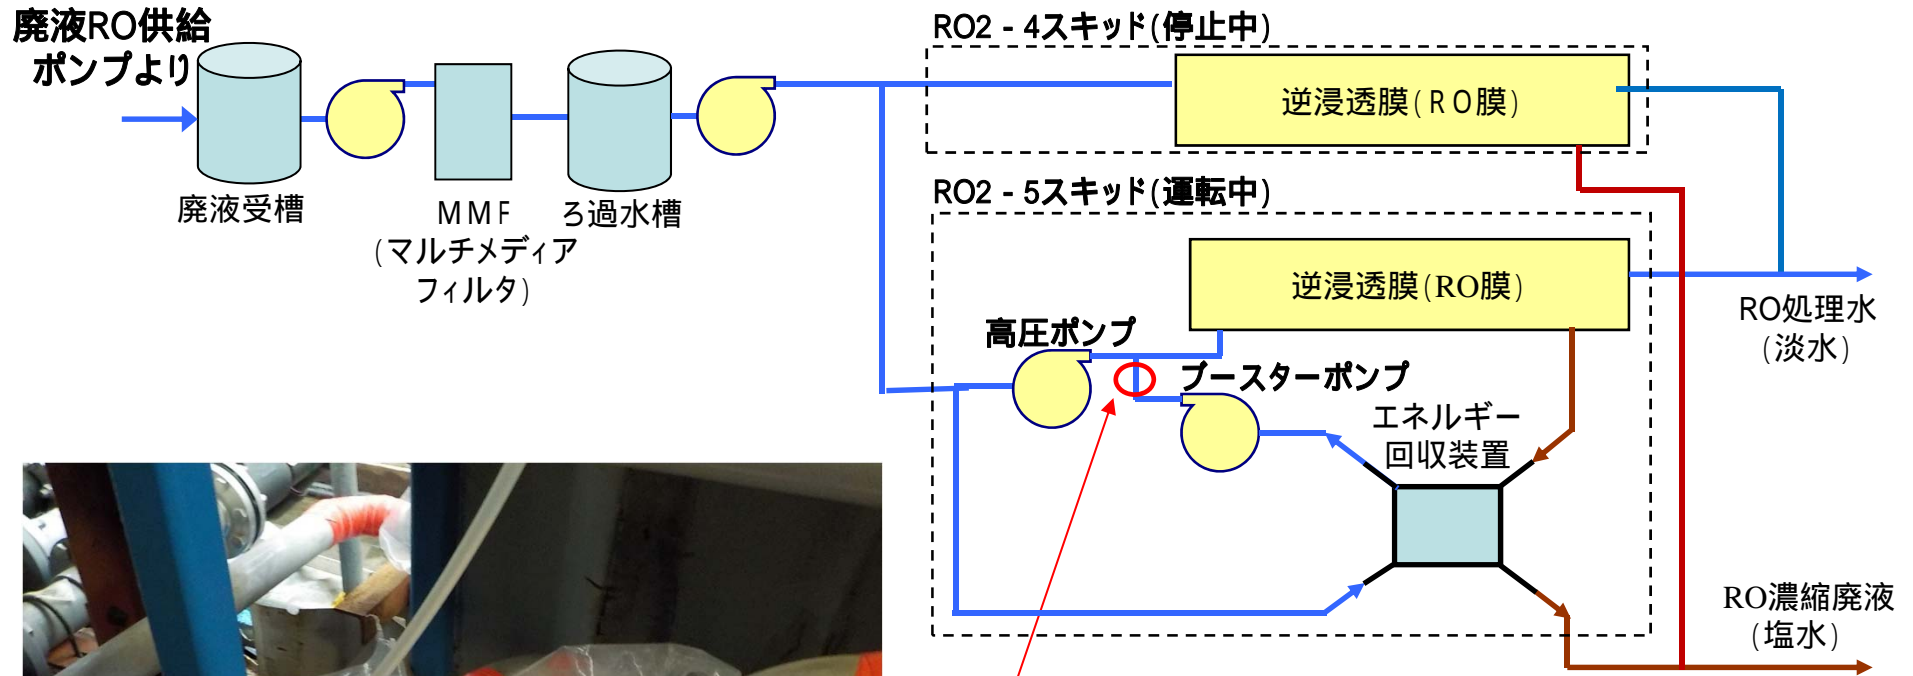 廃液RO供給
ポンプより
廃液受槽
MMF
(マルチメディア
フィルタ)
ろ過水槽
RO2-4スキッド(停止中)
逆浸透膜(RO膜)
RO2-5スキッド(運転中)
逆浸透膜(RO膜)
高圧ポンプ
ブースターポンプ
エネルギー
回収装置
RO処理水
(淡水)
RO濃縮廃液
(塩水)